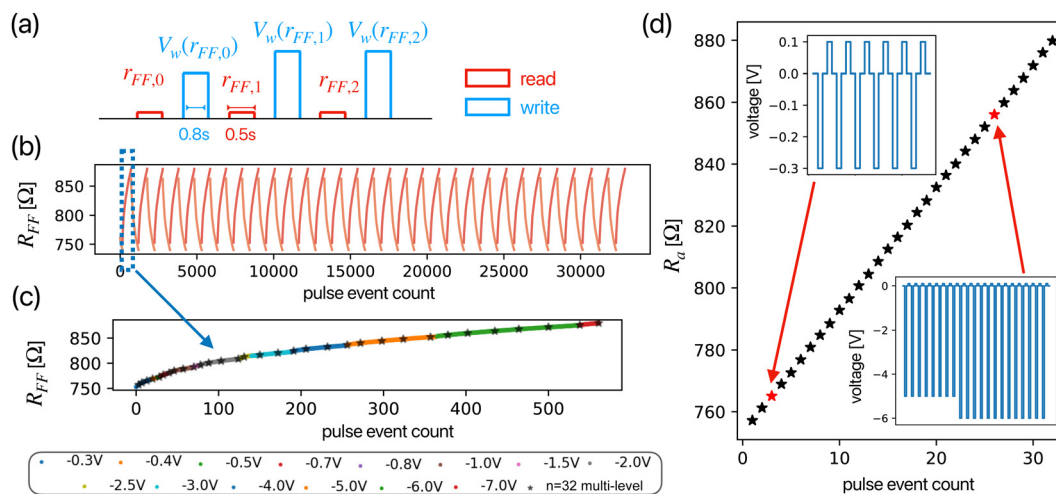 (a)
V_w(r_FF,0) V_w(r_FF,1) V_w(r_FF,2)
r_FF,0 r_FF,1 r_FF,2
0.8s 0.5s
read
write
(b)
R_FF [Ω]
850
800
750
0 5000 10000 15000 20000 25000 30000
pulse event count
(c)
R_FF [Ω]
850
800
750
0 100 200 300 400 500
pulse event count
-0.3V -0.4V -0.5V -0.7V -0.8V -1.0V -1.5V -2.0V
-2.5V -3.0V -4.0V -5.0V -6.0V -7.0V n=32 multi-level
(d)
R_a [Ω]
880
860
840
820
800
780
760
0 10 20 30
pulse event count
voltage [V]
0.1
0.0
−0.1
−0.2
−0.3
voltage [V]
0
−2
−4
−6